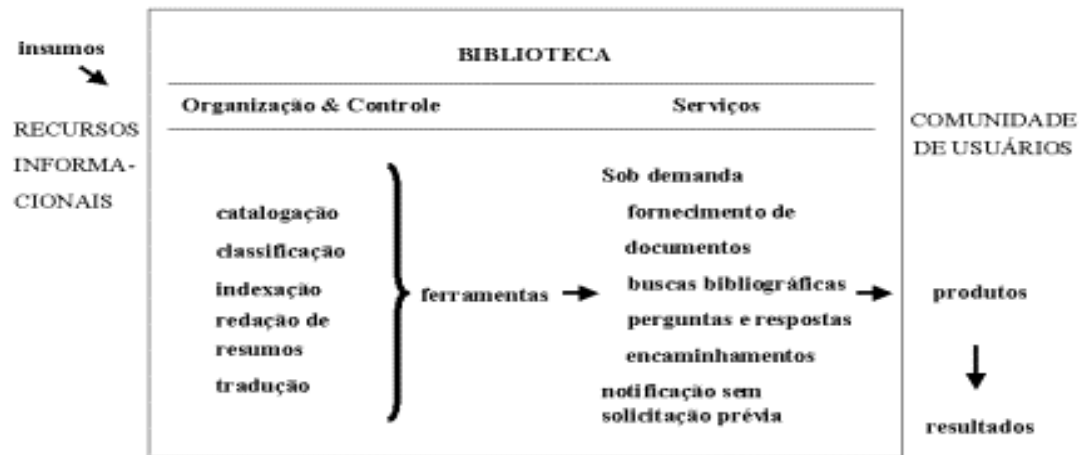 insumos
RECURSOS
INFORMA-
CIONAIS
BIBLIOTECA
Organização & Controle
catalogação
classificação
indexação
redação de
resumos
tradução
ferramentas
Serviços
Sob demanda
fornecimento de
documentos
buscas bibliográficas
perguntas e respostas
encaminhamentos
notificação sem
solicitação prévia
COMUNIDADE
DE USUÁRIOS
produtos
resultados